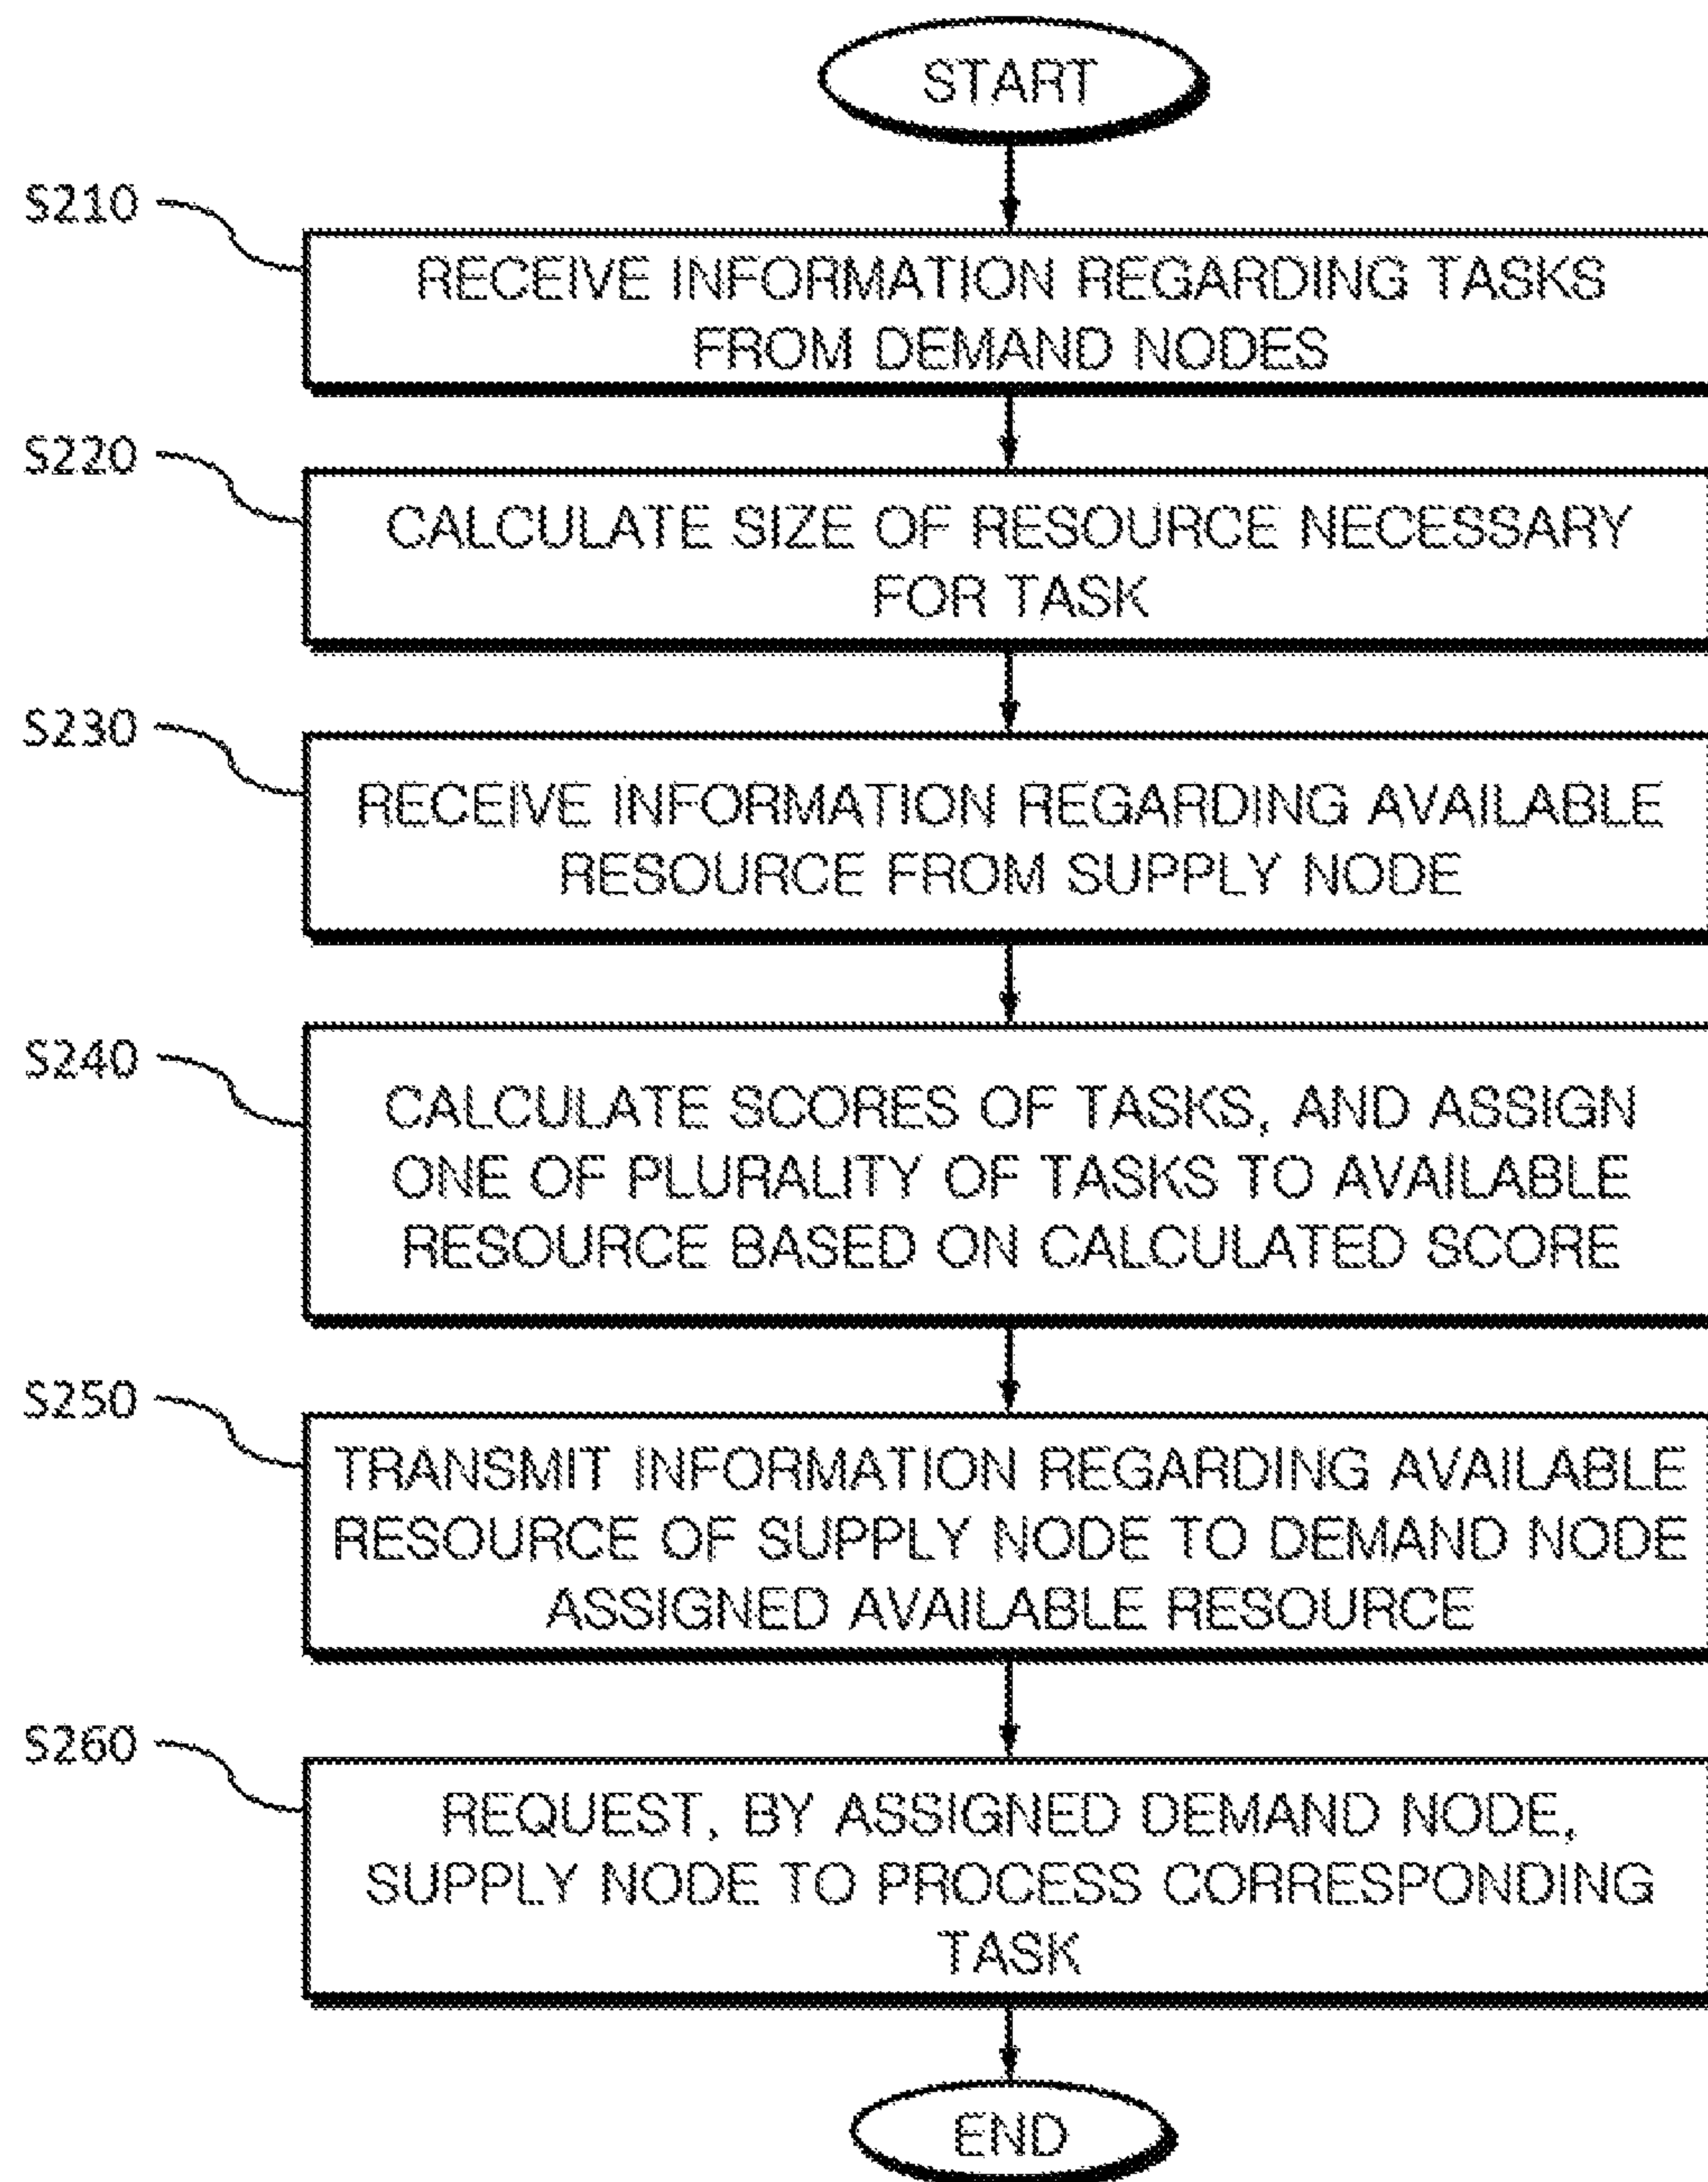 START
S210
RECEIVE INFORMATION REGARDING TASKS
FROM DEMAND NODES
S220
CALCULATE SIZE OF RESOURCE NECESSARY
FOR TASK
S230
RECEIVE INFORMATION REGARDING AVAILABLE
RESOURCE FROM SUPPLY NODE
S240
CALCULATE SCORES OF TASKS, AND ASSIGN
ONE OF PLURALITY OF TASKS TO AVAILABLE
RESOURCE BASED ON CALCULATED SCORE
S250
TRANSMIT INFORMATION REGARDING AVAILABLE
RESOURCE OF SUPPLY NODE TO DEMAND NODE
ASSIGNED AVAILABLE RESOURCE
S260
REQUEST, BY ASSIGNED DEMAND NODE,
SUPPLY NODE TO PROCESS CORRESPONDING
TASK
END